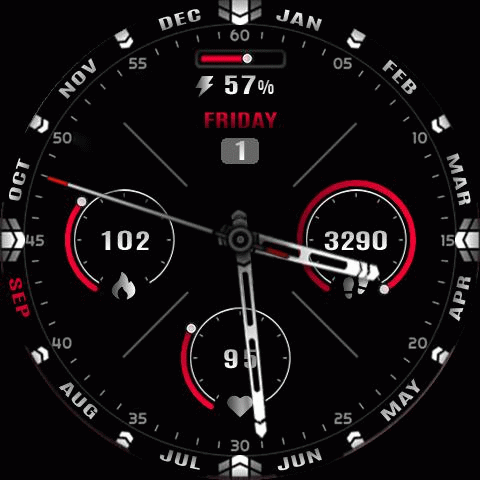 DEC JAN
60
55 05
NOV FEB
57%
FRIDAY
1
50 10
OCT MAR
102 3290
45 15
SEP APR
40 20
95
AUG MAY
35 25
30
JUL JUN